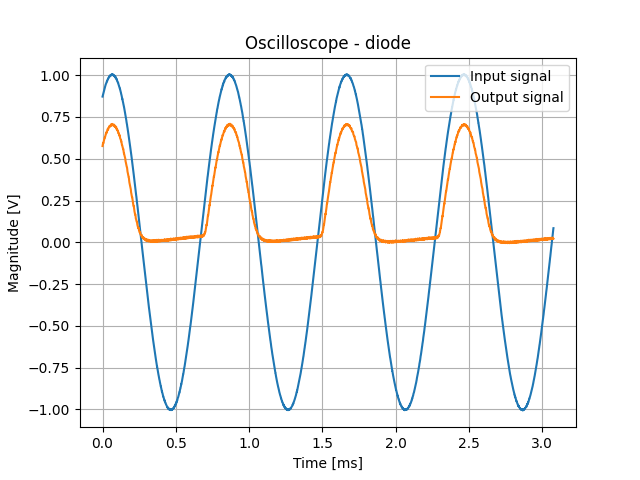 Oscilloscope - diode
Input signal
Output signal
Magnitude [V]
1.00
0.75
0.50
0.25
0.00
−0.25
−0.50
−0.75
−1.00
0.0 0.5 1.0 1.5 2.0 2.5 3.0
Time [ms]